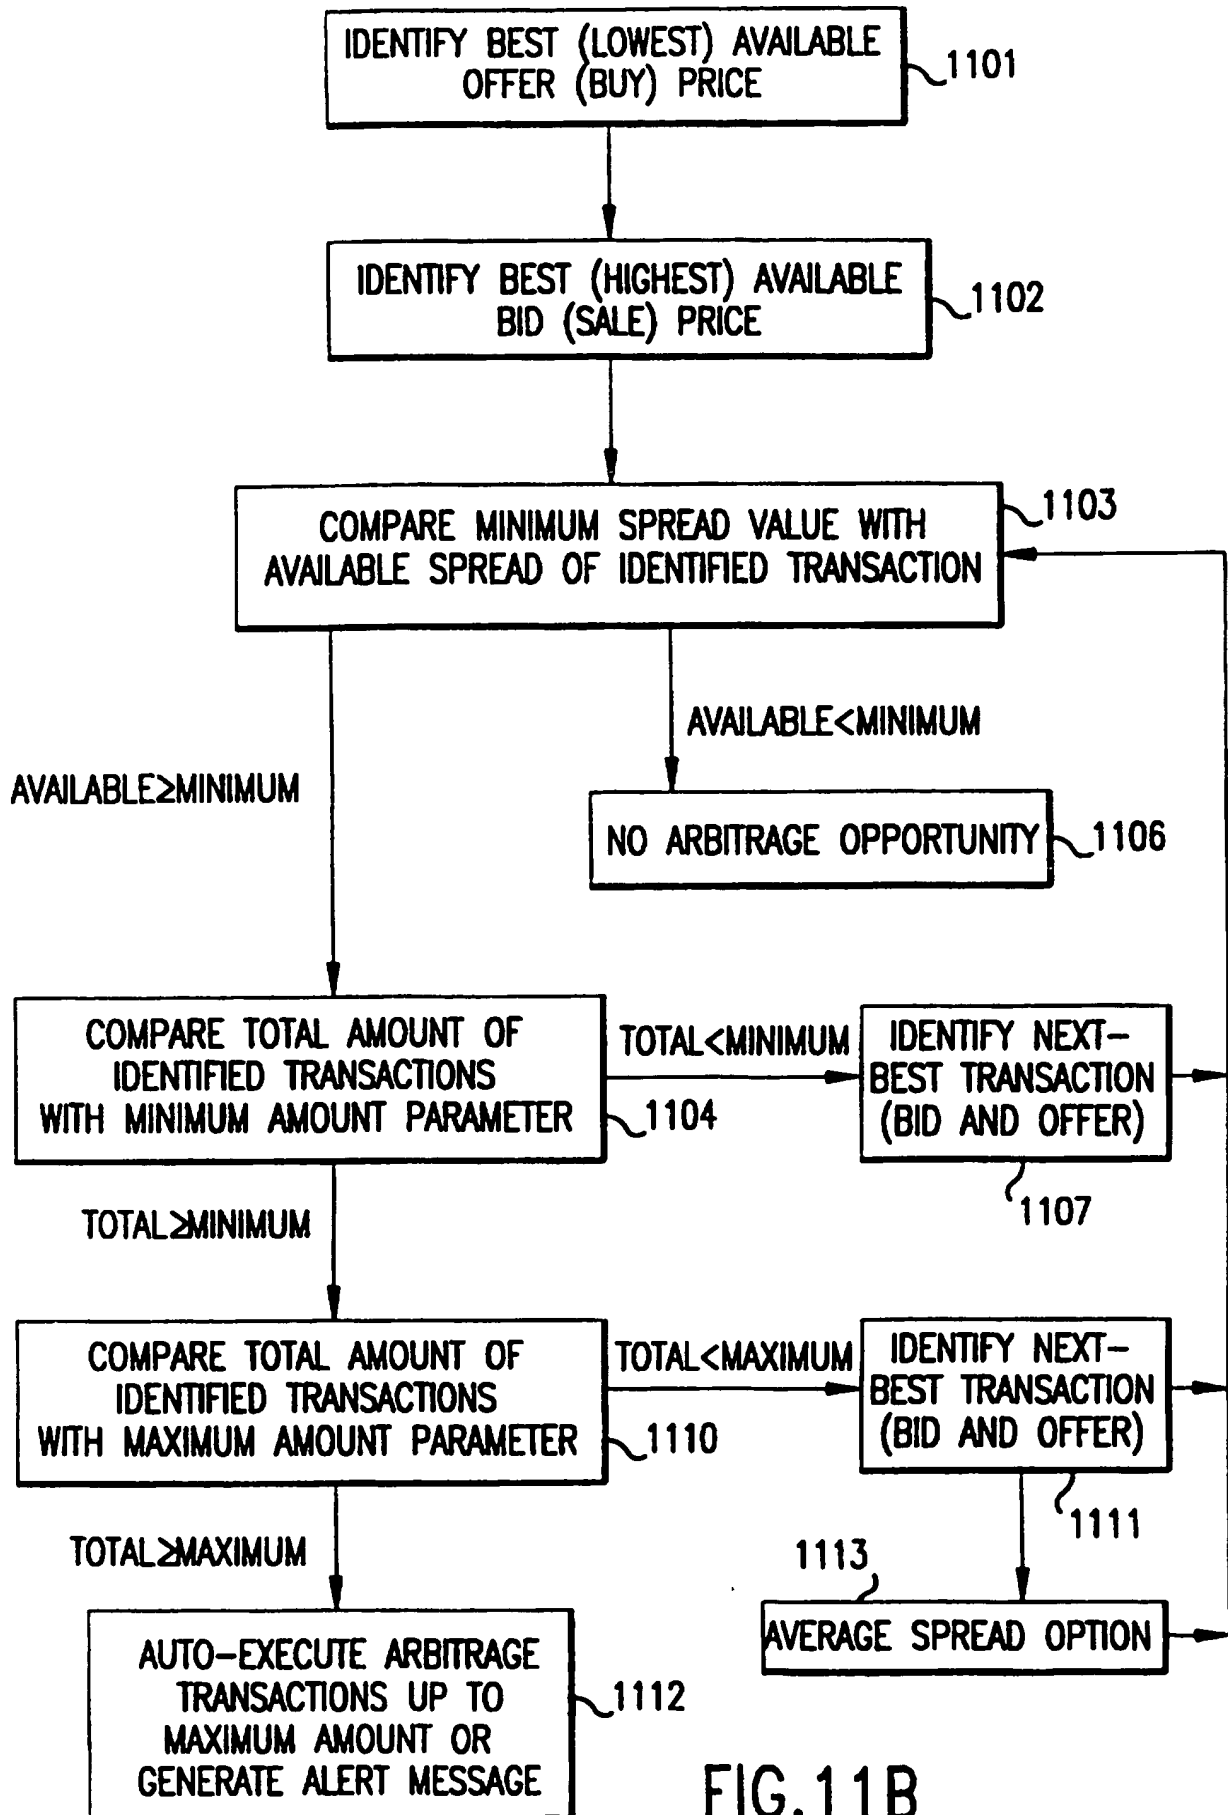 IDENTIFY BEST (LOWEST) AVAILABLE
OFFER (BUY) PRICE
1101
IDENTIFY BEST (HIGHEST) AVAILABLE
BID (SALE) PRICE
1102
COMPARE MINIMUM SPREAD VALUE WITH
AVAILABLE SPREAD OF IDENTIFIED TRANSACTION
1103
AVAILABLE<MINIMUM
AVAILABLE≥MINIMUM
NO ARBITRAGE OPPORTUNITY
1106
COMPARE TOTAL AMOUNT OF
IDENTIFIED TRANSACTIONS
WITH MINIMUM AMOUNT PARAMETER
1104
TOTAL<MINIMUM
IDENTIFY NEXT-
BEST TRANSACTION
(BID AND OFFER)
1107
TOTAL≥MINIMUM
COMPARE TOTAL AMOUNT OF
IDENTIFIED TRANSACTIONS
WITH MAXIMUM AMOUNT PARAMETER
1110
TOTAL<MAXIMUM
IDENTIFY NEXT-
BEST TRANSACTION
(BID AND OFFER)
1111
TOTAL≥MAXIMUM
1113
AVERAGE SPREAD OPTION
AUTO-EXECUTE ARBITRAGE
TRANSACTIONS UP TO
MAXIMUM AMOUNT OR
GENERATE ALERT MESSAGE
1112
FIG.11B